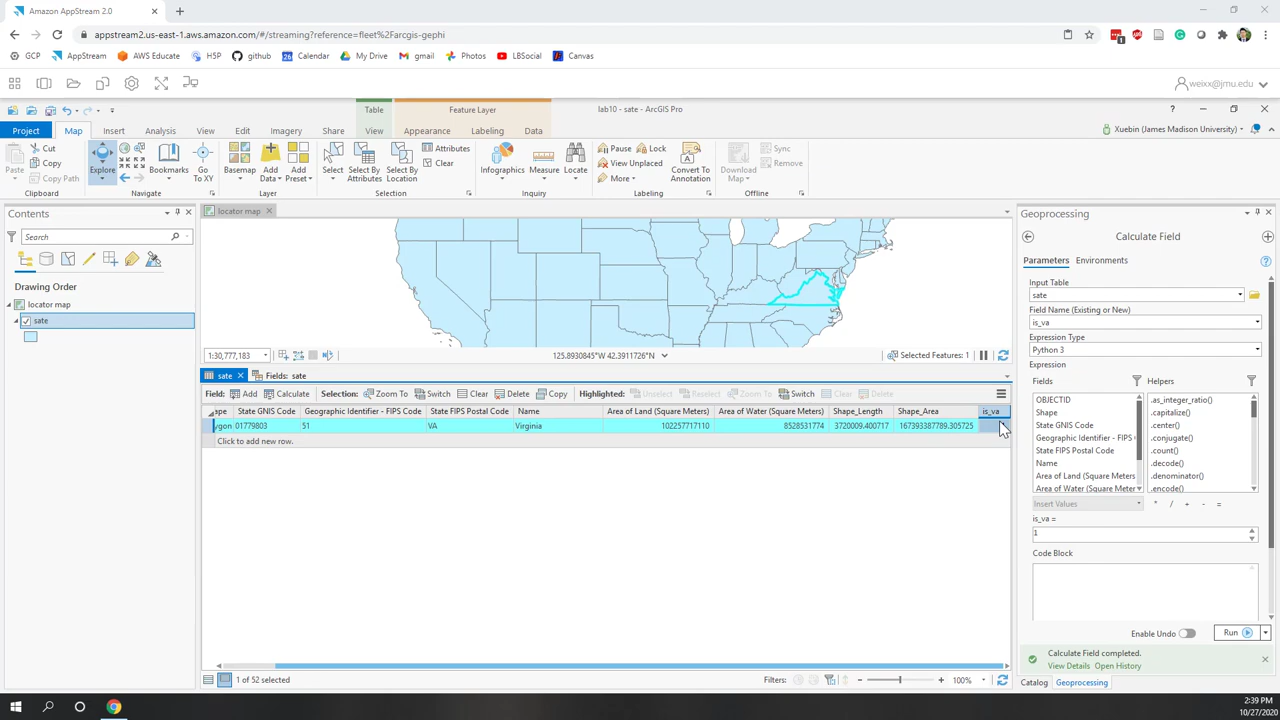 Amazon AppStream 2.0
appstream2.us-east-1.aws.amazon.com/#/streaming?reference=fleet%2Farcgis-gephi
GCP AppStream AWS Educate H5P github Calendar My Drive gmail Photos LBSocial Canvas
weixx@jmu.edu
Table Feature Layer lab10 - sate - ArcGIS Pro
Project Map Insert Analysis View Edit Imagery Share View Appearance Labeling Data Xuebin (James Madison University)
Paste Cut Copy Copy Path Clipboard
Explore Bookmarks Go To XY Navigate
Basemap Add Data Add Preset Layer
Select Select By Attributes Select By Location Attributes Clear Selection
Infographics Measure Locate Inquiry
Pause Lock View Unplaced More Convert To Annotation Labeling
Download Map Sync Remove Offline
Contents
Search
Drawing Order
locator map
sate
locator map
1:30,777,183 125.8930845°W 42.3911726°N Selected Features: 1
sate Fields: sate
Field: Add Calculate Selection: Zoom To Switch Clear Delete Copy Highlighted: Unselect Reselect Zoom To Switch Clear Delete
ype State GNIS Code Geographic Identifier - FIPS Code State FIPS Postal Code Name Area of Land (Square Meters) Area of Water (Square Meters) Shape_Length Shape_Area is_va
ygon 01779803 51 VA Virginia 102257717110 8528531774 3720009.400717 167393387789.305725
Click to add new row.
1 of 52 selected Filters: 100%
Geoprocessing
Calculate Field
Parameters Environments
Input Table
sate
Field Name (Existing or New)
is_va
Expression Type
Python 3
Expression
Fields Helpers
OBJECTID .as_integer_ratio()
Shape .capitalize()
State GNIS Code .center()
Geographic Identifier - FIPS .conjugate()
State FIPS Postal Code .count()
Name .decode()
Area of Land (Square Meters .denominator()
Area of Water (Square Meter .encode()
Insert Values * / + - =
is_va =
1
Code Block
Enable Undo Run
Calculate Field completed.
View Details Open History
Catalog Geoprocessing
2:39 PM
10/27/2020